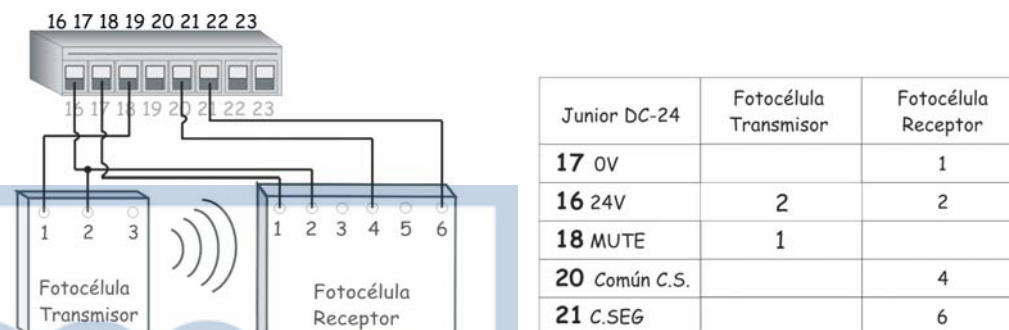 16 17 18 19 20 21 22 23
16 17 18 19 20 21 22 23
1 2 3
1 2 3 4 5 6
Fotocélula
Transmisor
Fotocélula
Receptor
Junior DC-24 Fotocélula Transmisor Fotocélula Receptor
17 0V 1
16 24V 2 2
18 MUTE 1
20 Común C.S. 4
21 C.SEG 6